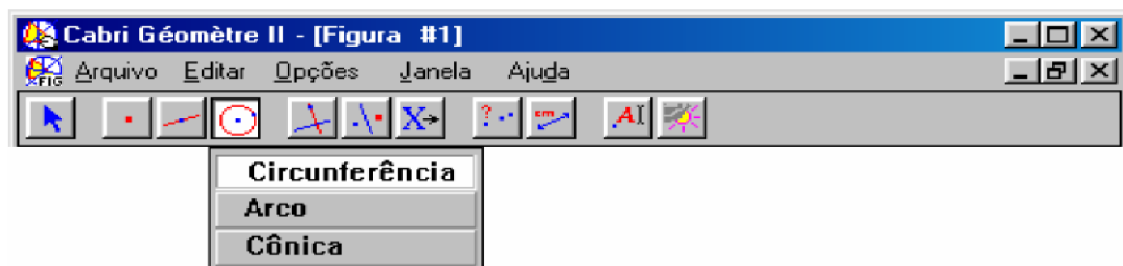 Cabri Géomètre II - [Figura #1]
Arquivo Editar Opções Janela Ajuda
Circunferência
Arco
Cônica